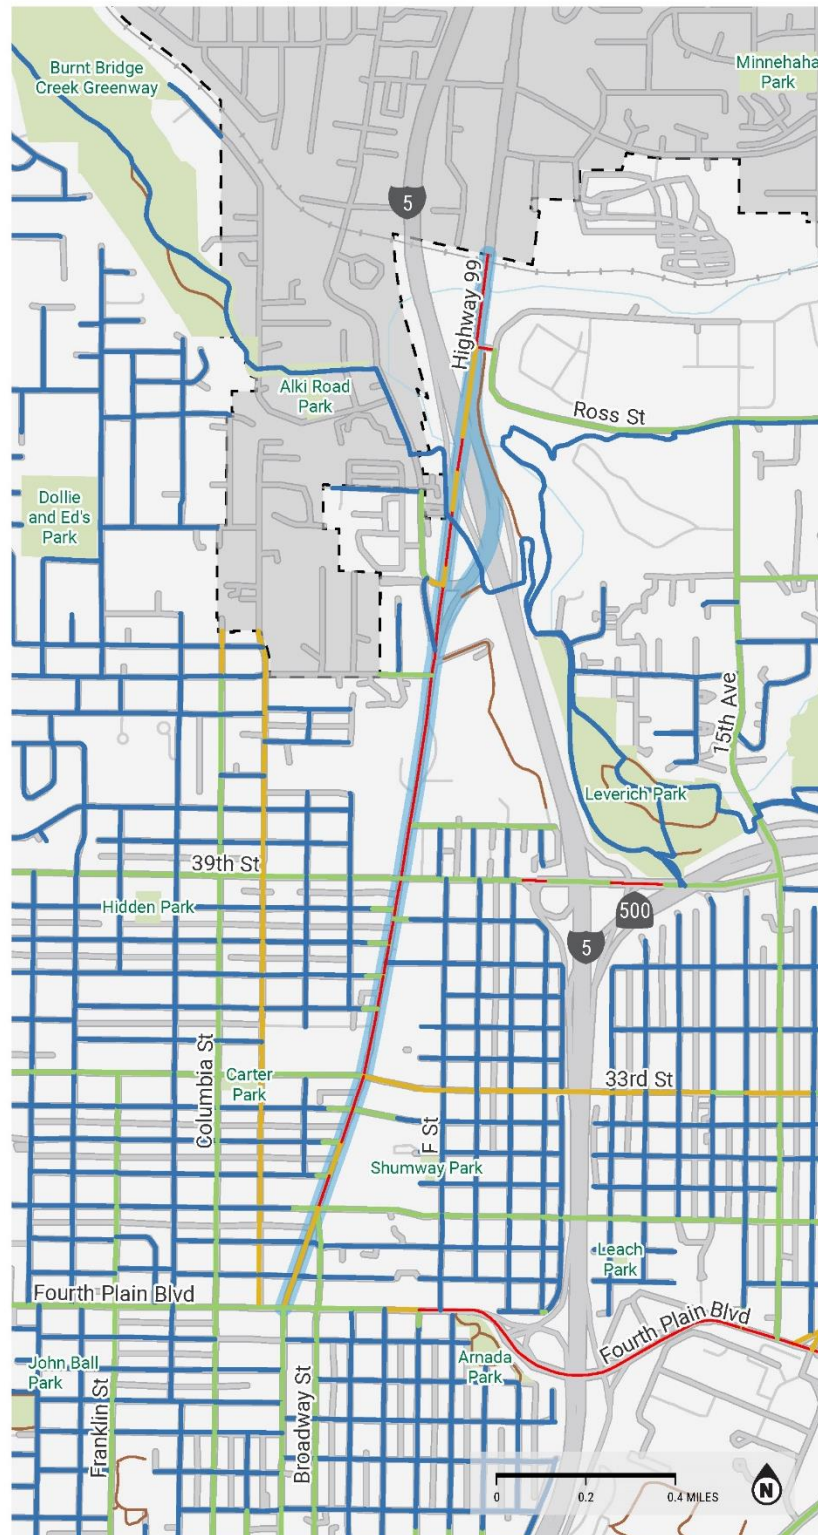 Burnt Bridge
Creek Greenway
Minnehaha
Park
5
Highway 99
Alki Road
Park
Ross St
Dollie
and Ed's
Park
15th Ave
Leverich Park
39th St
Hidden Park
500
5
Columbia St
Carter
Park
33rd St
F St
Shumway Park
Leach
Park
Fourth Plain Blvd
Fourth Plain Blvd
John Ball
Park
Arnada
Park
Franklin St
Broadway St
0 0.2 0.4 MILES
N